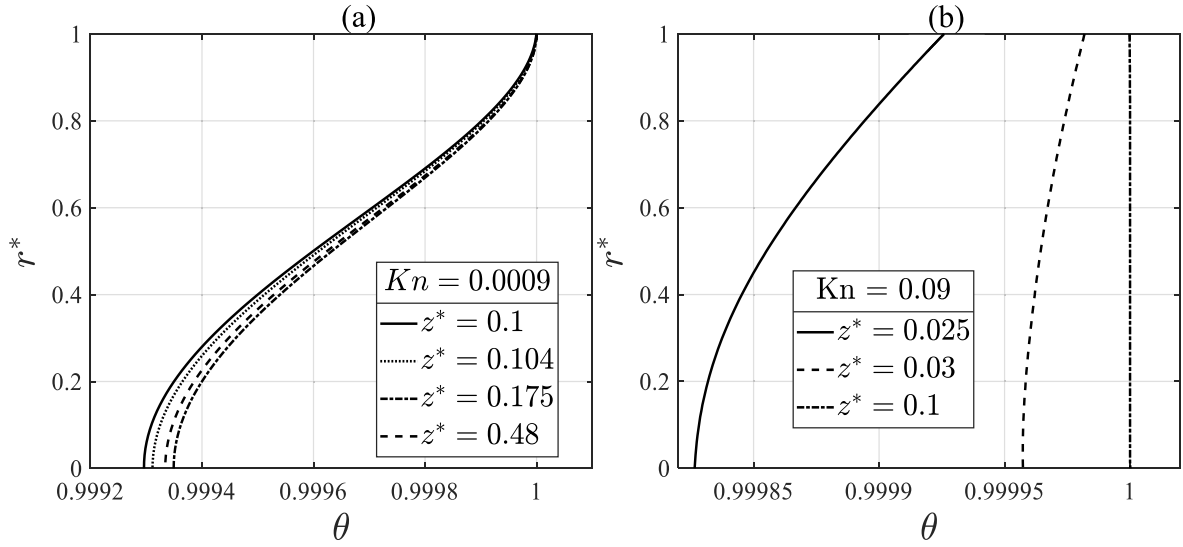 (a)
1
0.8
0.6
0.4
0.2
0
r*
Kn = 0.0009
z* = 0.1
z* = 0.104
z* = 0.175
z* = 0.48
0.9992 0.9994 0.9996 0.9998 1
θ
(b)
1
0.8
0.6
0.4
0.2
0
r*
Kn = 0.09
z* = 0.025
z* = 0.03
z* = 0.1
0.99985 0.9999 0.99995 1
θ